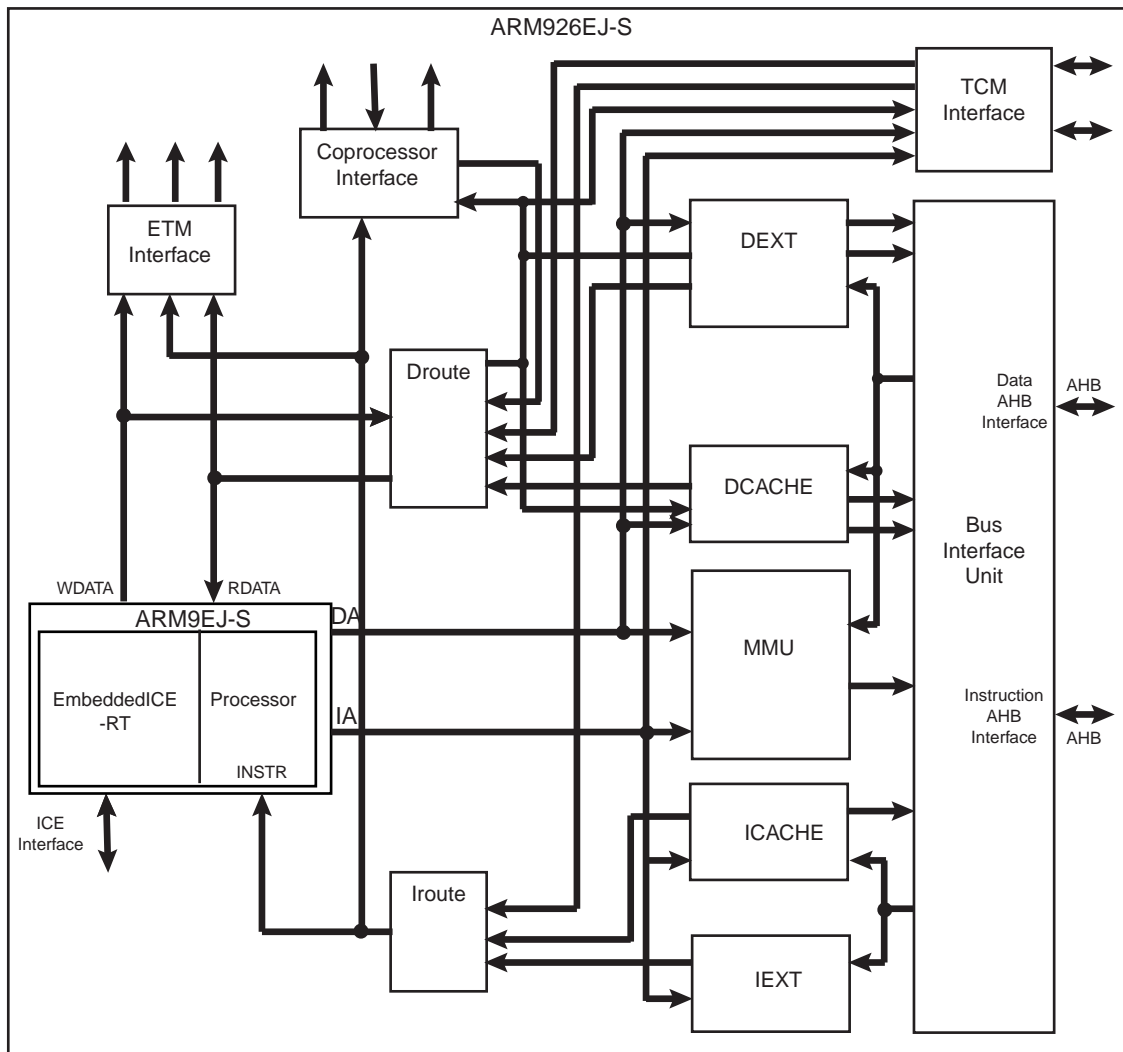 ARM926EJ-S
TCM
Interface
Coprocessor
Interface
ETM
Interface
DEXT
Droute
Data
AHB
Interface
AHB
DCACHE
Bus
Interface
Unit
WDATA
RDATA
ARM9EJ-S
DA
MMU
EmbeddedICE
-RT
Processor
IA
Instruction
AHB
Interface
AHB
INSTR
ICE
Interface
ICACHE
Iroute
IEXT